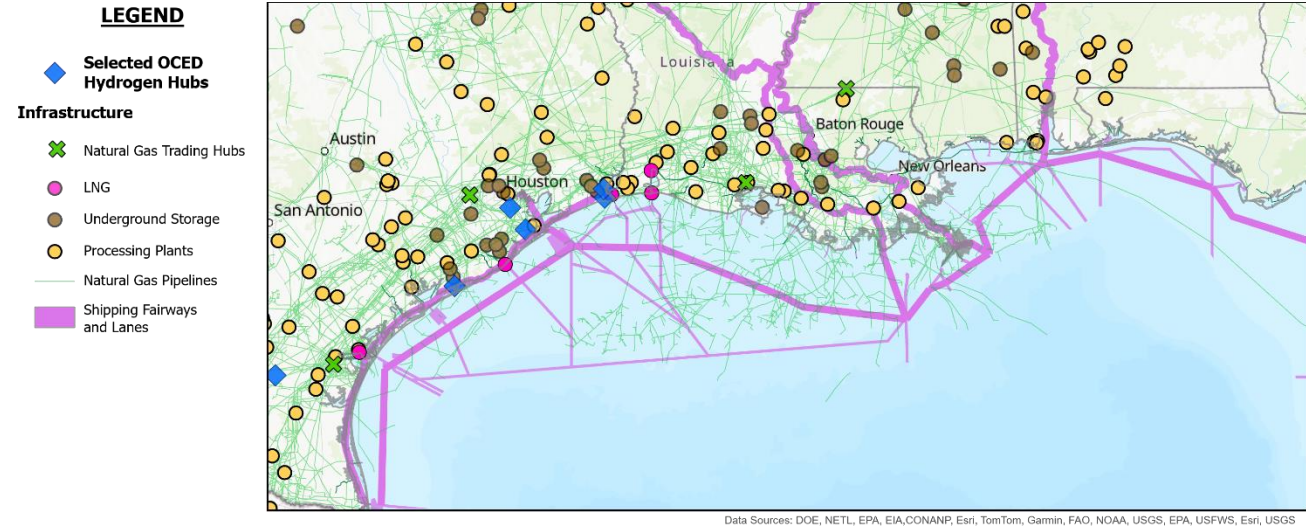 LEGEND
Selected OCED
Hydrogen Hubs
Infrastructure
Natural Gas Trading Hubs
LNG
Underground Storage
Processing Plants
Natural Gas Pipelines
Shipping Fairways
and Lanes
Louisiana
Austin
Baton Rouge
New Orleans
Houston
San Antonio
Data Sources: DOE, NETL, EPA, EIA,CONANP, Esri, TomTom, Garmin, FAO, NOAA, USGS, EPA, USFWS, Esri, USGS